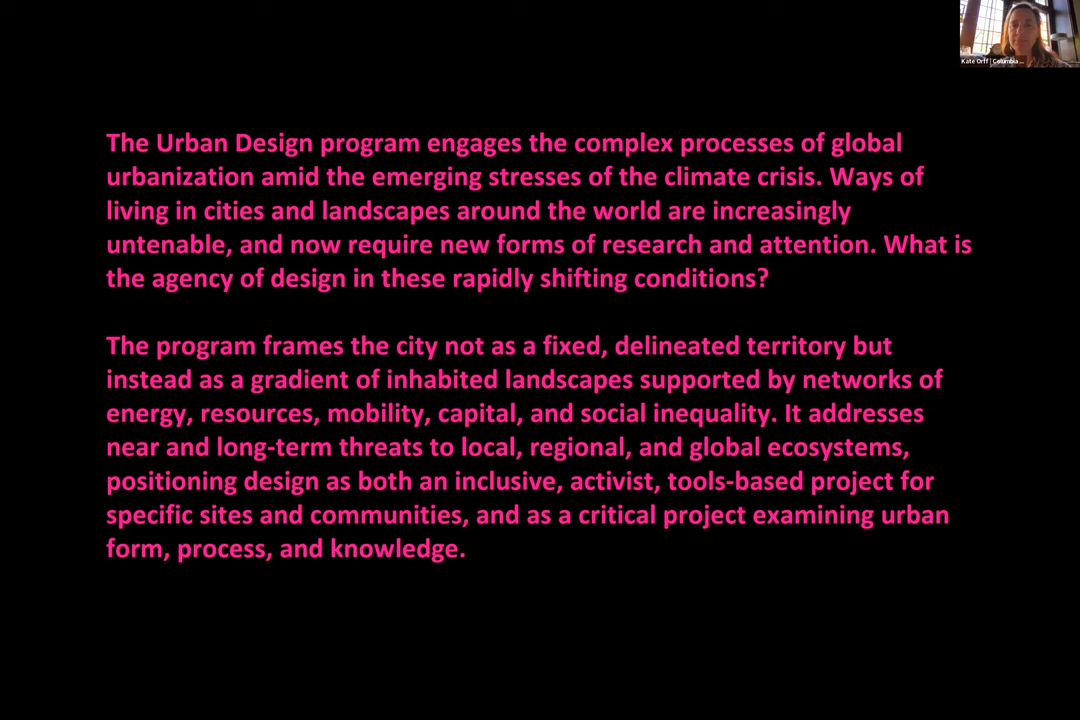 Kate Orff | Columbia ...
The Urban Design program engages the complex processes of global
urbanization amid the emerging stresses of the climate crisis. Ways of
living in cities and landscapes around the world are increasingly
untenable, and now require new forms of research and attention. What is
the agency of design in these rapidly shifting conditions?
The program frames the city not as a fixed, delineated territory but
instead as a gradient of inhabited landscapes supported by networks of
energy, resources, mobility, capital, and social inequality. It addresses
near and long-term threats to local, regional, and global ecosystems,
positioning design as both an inclusive, activist, tools-based project for
specific sites and communities, and as a critical project examining urban
form, process, and knowledge.